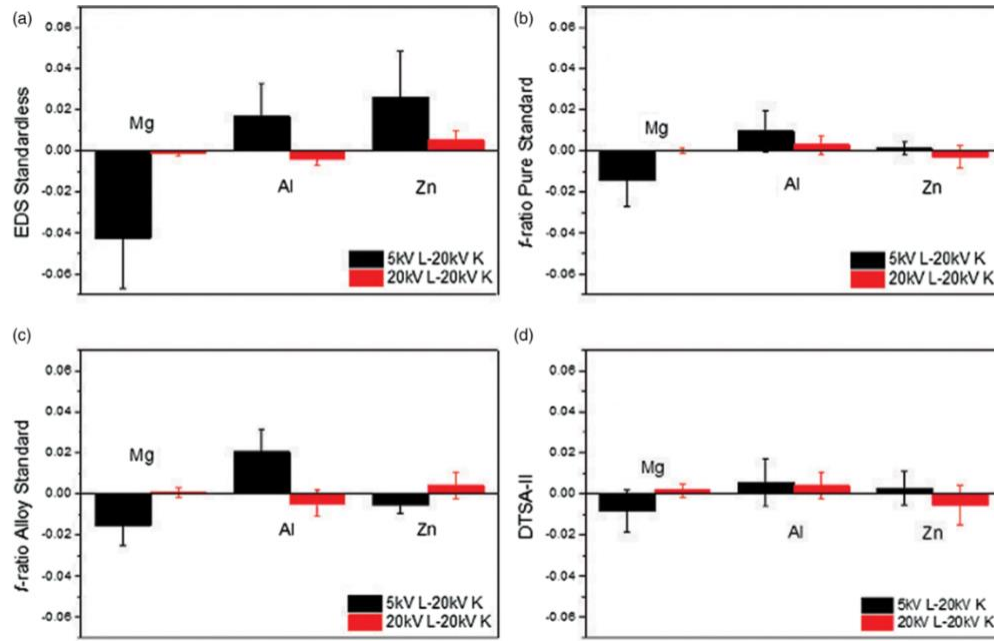 (a)
EDS Standardless
0.06
0.04
0.02
0.00
-0.02
-0.04
-0.06
Mg
Al
Zn
5kV L-20kV K
20kV L-20kV K
(b)
f-ratio Pure Standard
0.06
0.04
0.02
0.00
-0.02
-0.04
-0.06
Mg
Al
Zn
5kV L-20kV K
20kV L-20kV K
(c)
f-ratio Alloy Standard
0.06
0.04
0.02
0.00
-0.02
-0.04
-0.06
Mg
Al
Zn
5kV L-20kV K
20kV L-20kV K
(d)
DTSA-II
0.06
0.04
0.02
0.00
-0.02
-0.04
-0.06
Mg
Al
Zn
5kV L-20kV K
20kV L-20kV K